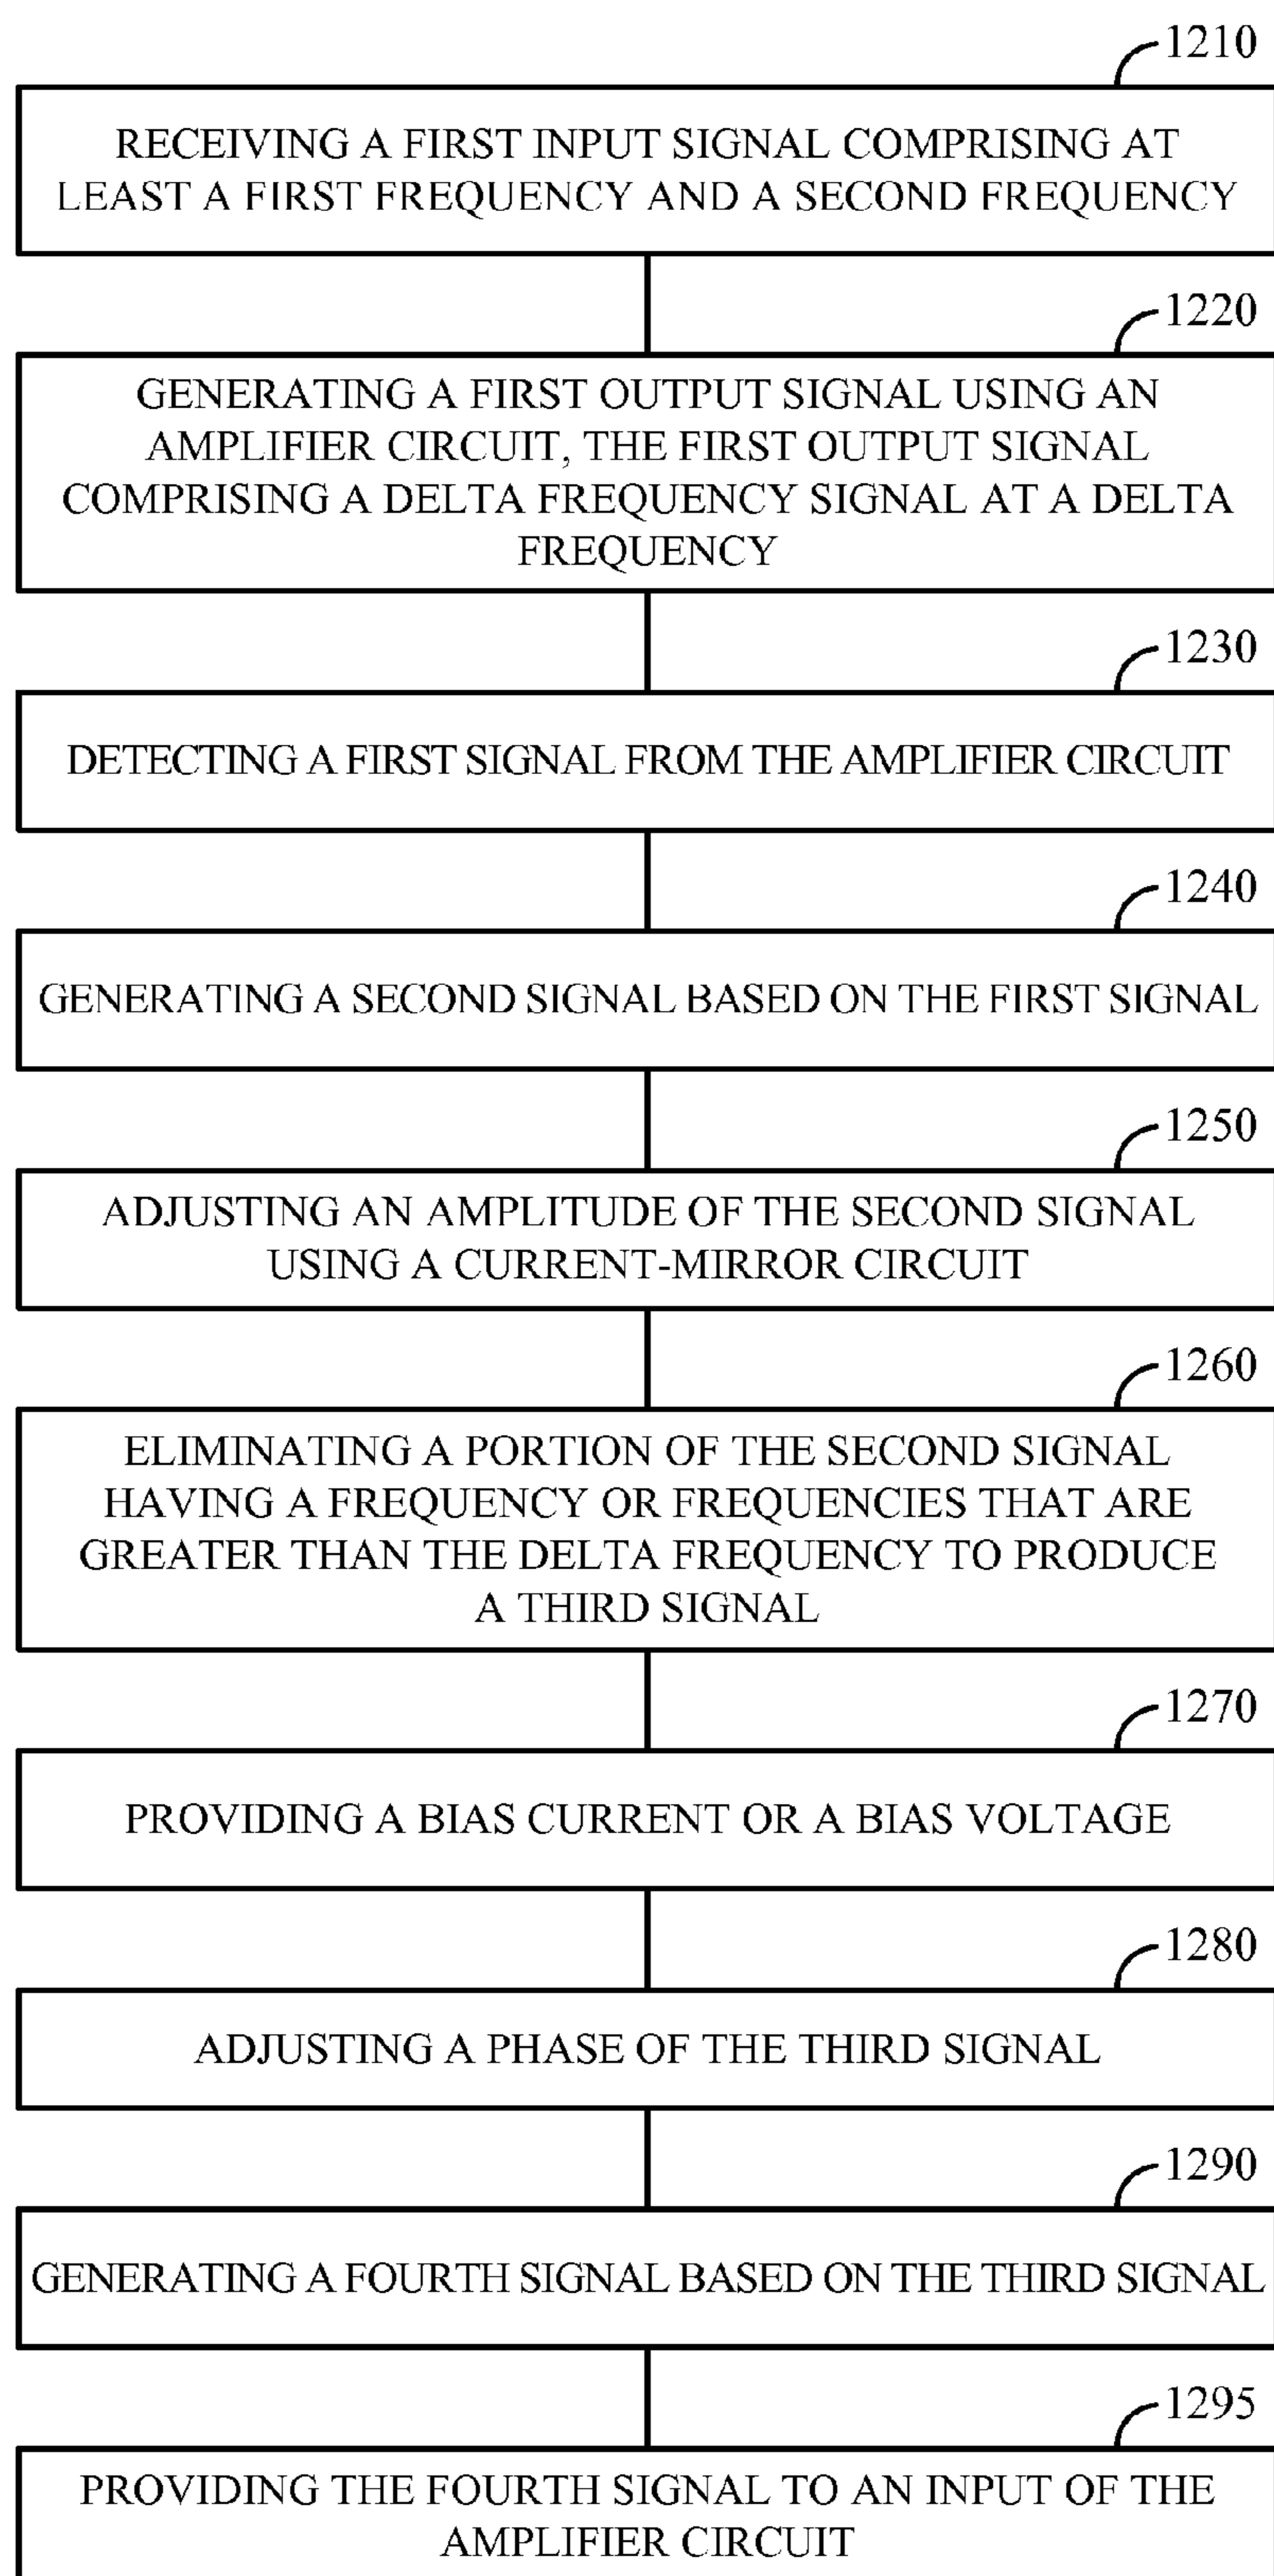 1210
RECEIVING A FIRST INPUT SIGNAL COMPRISING AT
LEAST A FIRST FREQUENCY AND A SECOND FREQUENCY
1220
GENERATING A FIRST OUTPUT SIGNAL USING AN
AMPLIFIER CIRCUIT, THE FIRST OUTPUT SIGNAL
COMPRISING A DELTA FREQUENCY SIGNAL AT A DELTA
FREQUENCY
1230
DETECTING A FIRST SIGNAL FROM THE AMPLIFIER CIRCUIT
1240
GENERATING A SECOND SIGNAL BASED ON THE FIRST SIGNAL
1250
ADJUSTING AN AMPLITUDE OF THE SECOND SIGNAL
USING A CURRENT-MIRROR CIRCUIT
1260
ELIMINATING A PORTION OF THE SECOND SIGNAL
HAVING A FREQUENCY OR FREQUENCIES THAT ARE
GREATER THAN THE DELTA FREQUENCY TO PRODUCE
A THIRD SIGNAL
1270
PROVIDING A BIAS CURRENT OR A BIAS VOLTAGE
1280
ADJUSTING A PHASE OF THE THIRD SIGNAL
1290
GENERATING A FOURTH SIGNAL BASED ON THE THIRD SIGNAL
1295
PROVIDING THE FOURTH SIGNAL TO AN INPUT OF THE
AMPLIFIER CIRCUIT